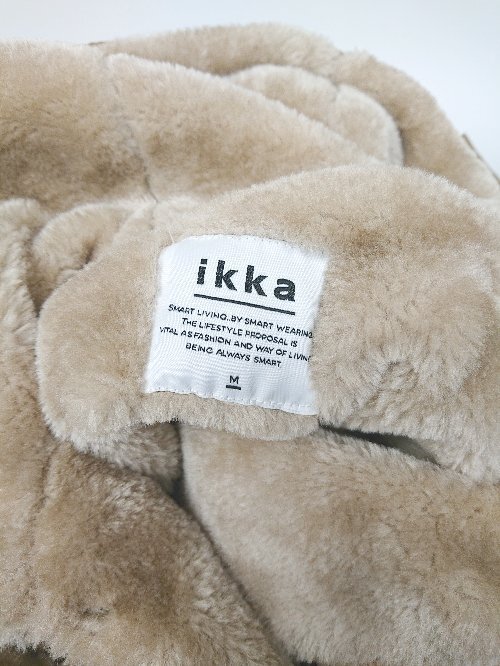 ikka
SMART LIVING..BY SMART WEARING.
THE LIFESTYLE PROPOSAL IS
VITAL AS FASHION AND WAY OF LIVING
BEING ALWAYS SMART
M